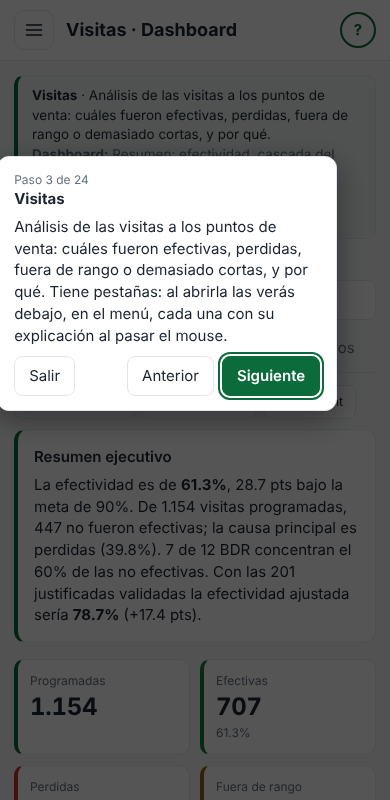 Visitas · Dashboard
?
Visitas · Análisis de las visitas a los puntos de
venta: cuáles fueron efectivas, perdidas, fuera de
rango o demasiado cortas, y por qué.
Dashboard: Resumen: efectividad, cascada del
Paso 3 de 24
Visitas
Análisis de las visitas a los puntos de
venta: cuáles fueron efectivas, perdidas,
fuera de rango o demasiado cortas, y por
qué. Tiene pestañas: al abrirla las verás
debajo, en el menú, cada una con su
explicación al pasar el mouse.
Salir
Anterior
Siguiente
Resumen ejecutivo
La efectividad es de 61.3%, 28.7 pts bajo la
meta de 90%. De 1.154 visitas programadas,
447 no fueron efectivas; la causa principal es
perdidas (39.8%). 7 de 12 BDR concentran el
60% de las no efectivas. Con las 201
justificadas validadas la efectividad ajustada
sería 78.7% (+17.4 pts).
Programadas
1.154
Efectivas
707
61.3%
Perdidas
Fuera de rango